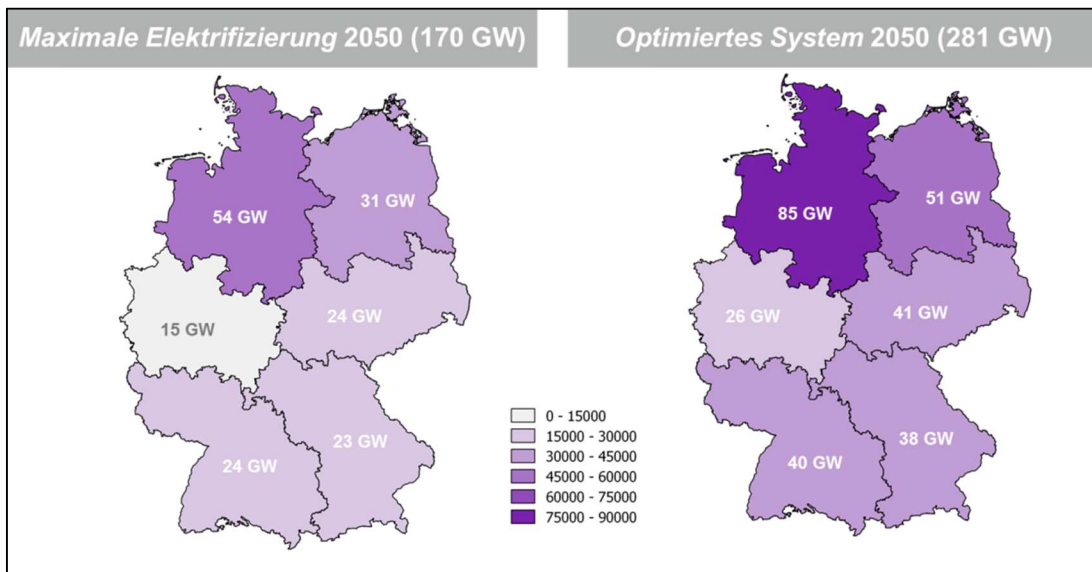 Maximale Elektrifizierung 2050 (170 GW)
Optimiertes System 2050 (281 GW)
54 GW
31 GW
15 GW
24 GW
24 GW
23 GW
0 - 15000
15000 - 30000
30000 - 45000
45000 - 60000
60000 - 75000
75000 - 90000
85 GW
51 GW
26 GW
41 GW
40 GW
38 GW